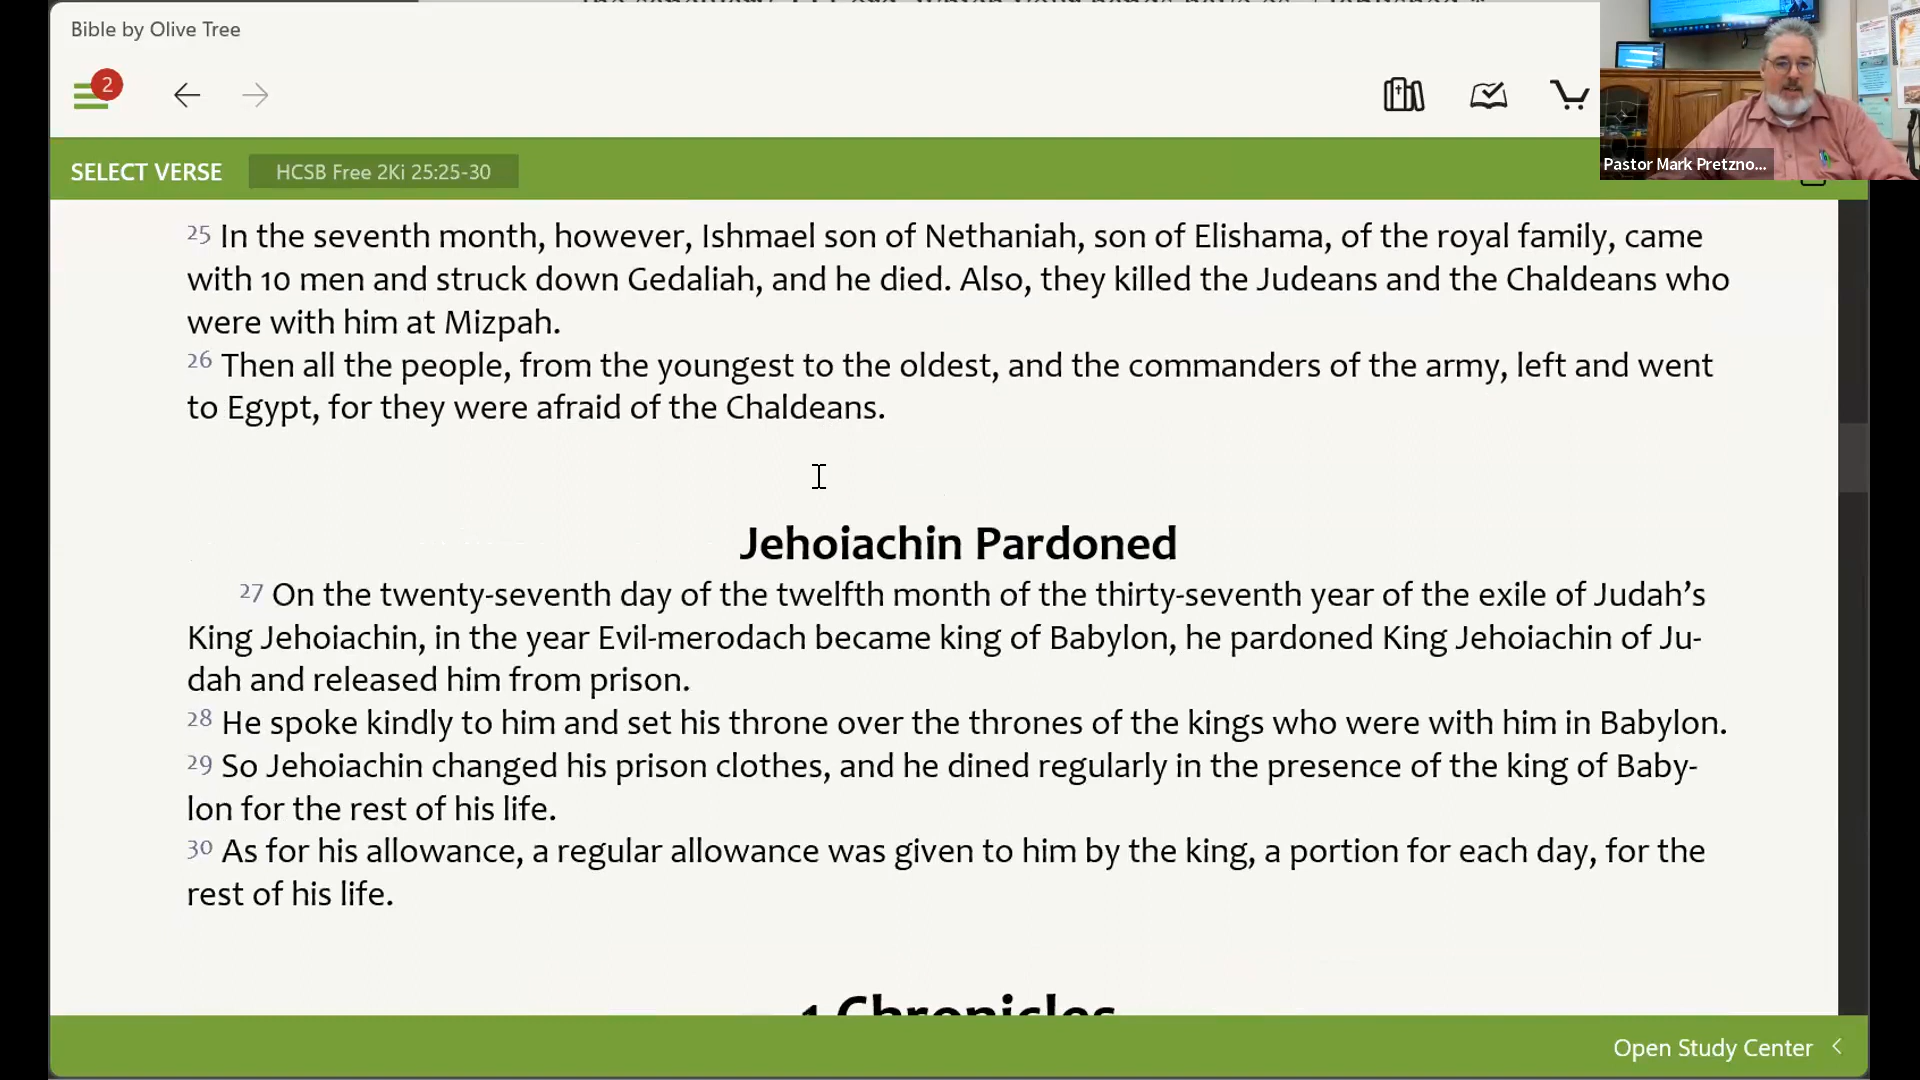 Bible by Olive Tree
2
SELECT VERSE
HCSB Free 2Ki 25:25-30
Pastor Mark Pretzno...
25 In the seventh month, however, Ishmael son of Nethaniah, son of Elishama, of the royal family, came
with 10 men and struck down Gedaliah, and he died. Also, they killed the Judeans and the Chaldeans who
were with him at Mizpah.
26 Then all the people, from the youngest to the oldest, and the commanders of the army, left and went
to Egypt, for they were afraid of the Chaldeans.
Jehoiachin Pardoned
27 On the twenty-seventh day of the twelfth month of the thirty-seventh year of the exile of Judah’s
King Jehoiachin, in the year Evil-merodach became king of Babylon, he pardoned King Jehoiachin of Ju-
dah and released him from prison.
28 He spoke kindly to him and set his throne over the thrones of the kings who were with him in Babylon.
29 So Jehoiachin changed his prison clothes, and he dined regularly in the presence of the king of Baby-
lon for the rest of his life.
30 As for his allowance, a regular allowance was given to him by the king, a portion for each day, for the
rest of his life.
1 Chronicles
Open Study Center